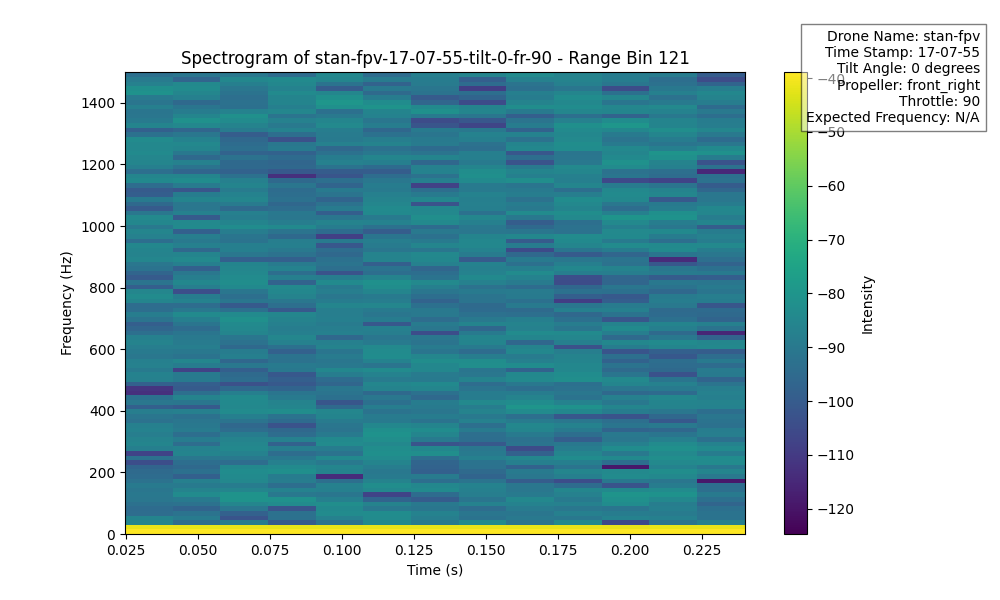 Spectrogram of stan-fpv-17-07-55-tilt-0-fr-90 - Range Bin 121
Drone Name: stan-fpv
Time Stamp: 17-07-55
Tilt Angle: 0 degrees
Propeller: front_right
Throttle: 90
Expected Frequency: N/A
Frequency (Hz)
1400
1200
1000
800
600
400
200
0
0.025
0.050
0.075
0.100
0.125
0.150
0.175
0.200
0.225
Time (s)
−40
−50
−60
−70
−80
−90
−100
−110
−120
Intensity